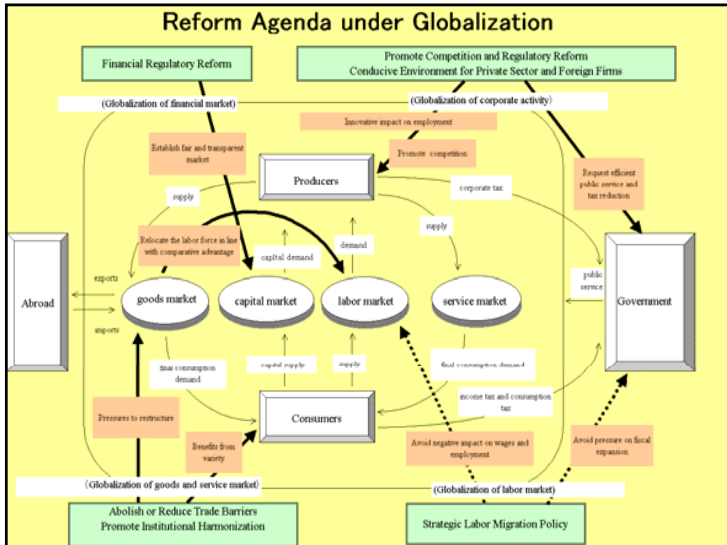 Reform Agenda under Globalization
Financial Regulatory Reform
Promote Competition and Regulatory Reform
Conducive Environment for Private Sector and Foreign Firms
(Globalization of financial market)
(Globalization of corporate activity)
Innovative impact on employment
Establish fair and transparent
market
Promote competition
Request efficient
public service and
tax reduction
Producers
corporate tax
supply
supply
Relocate the labor force in line
with comparative advantage
capital demand
demand
Abroad
exports
imports
goods market
capital market
labor market
service market
public
service
Government
final consumption
demand
capital supply
supply
final consumption demand
income tax and consumption
tax
Pressures to restructure
Consumers
Benefits from
variety
Avoid negative impact on wages and
employment
Avoid pressure on fiscal
expansion
(Globalization of goods and service market)
(Globalization of labor market)
Abolish or Reduce Trade Barriers
Promote Institutional Harmonization
Strategic Labor Migration Policy